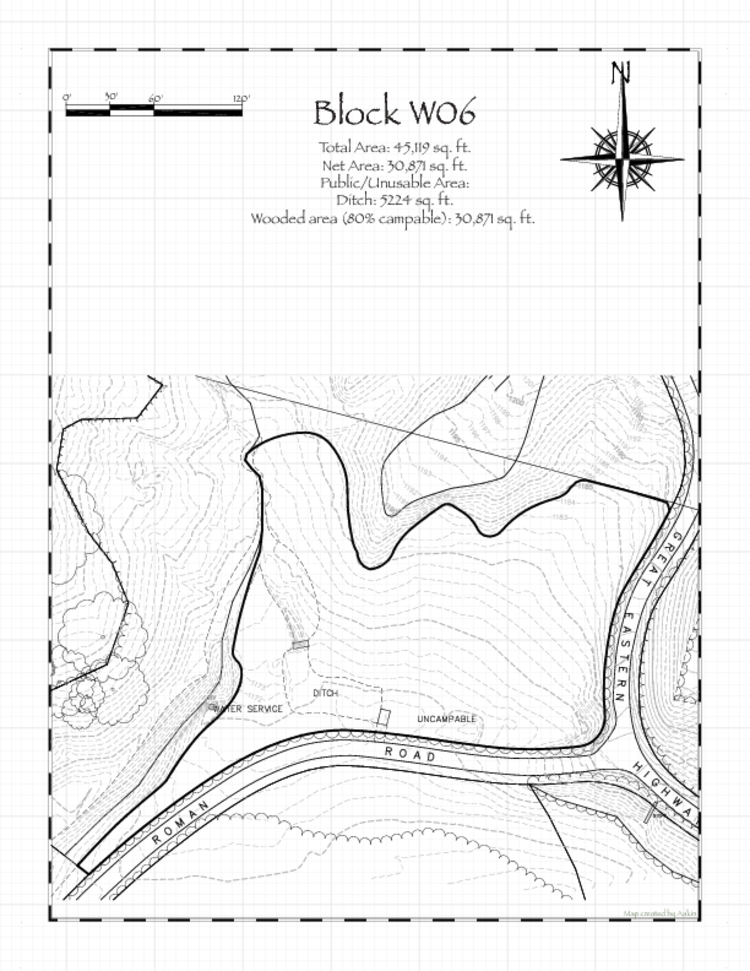 0' 30' 60' 120'
N
Block W06
Total Area: 45,119 sq. ft.
Net Area: 30,871 sq. ft.
Public/Unusable Area:
Ditch: 5224 sq. ft.
Wooded area (80% campable): 30,871 sq. ft.
GREAT EASTERN
HIGHWA
DITCH
WATER SERVICE
UNCAMPABLE
ROMAN ROAD
Map created by